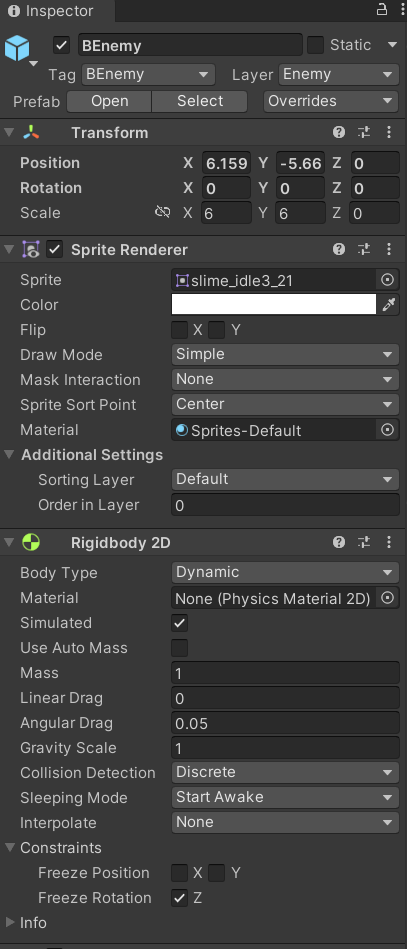 Inspector
BEnemy Static
Tag BEnemy Layer Enemy
Prefab Open Select Overrides
Transform
Position X 6.159 Y -5.66 Z 0
Rotation X 0 Y 0 Z 0
Scale X 6 Y 6 Z 0
Sprite Renderer
Sprite slime_idle3_21
Color
Flip X Y
Draw Mode Simple
Mask Interaction None
Sprite Sort Point Center
Material Sprites-Default
Additional Settings
Sorting Layer Default
Order in Layer 0
Rigidbody 2D
Body Type Dynamic
Material None (Physics Material 2D)
Simulated
Use Auto Mass
Mass 1
Linear Drag 0
Angular Drag 0.05
Gravity Scale 1
Collision Detection Discrete
Sleeping Mode Start Awake
Interpolate None
Constraints
Freeze Position X Y
Freeze Rotation Z
Info